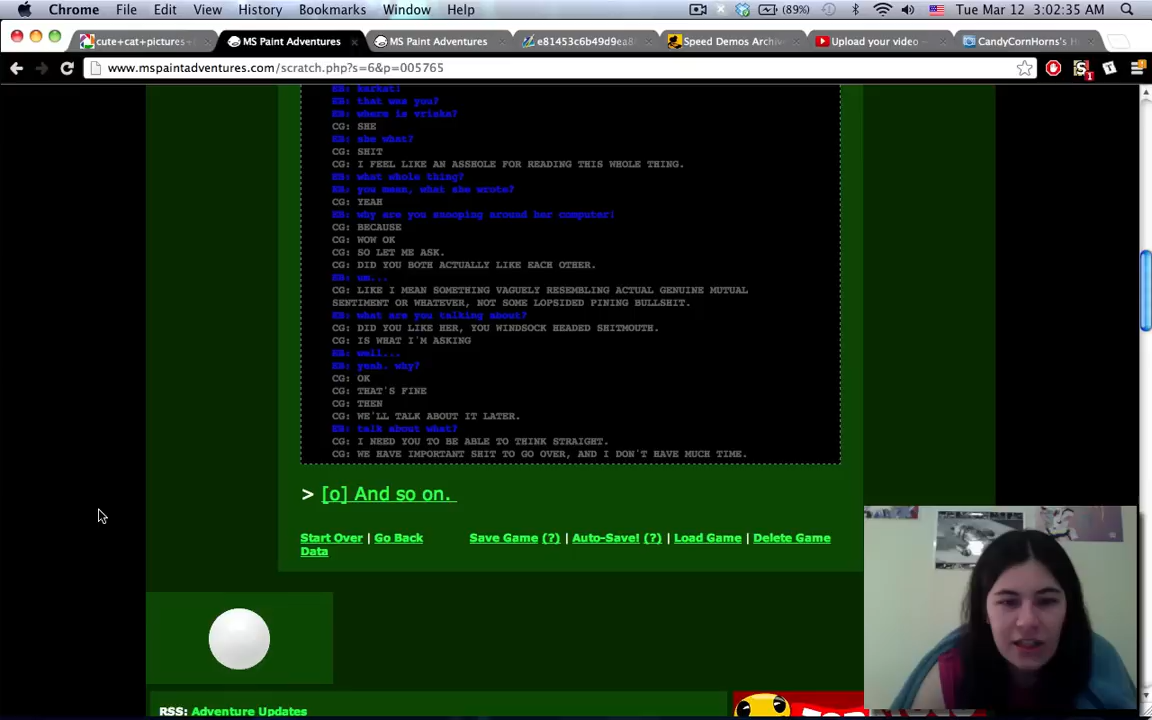 Chrome File Edit View History Bookmarks Window Help (89%) Tue Mar 12 3:02:35 AM
cute+cat+pictures+ MS Paint Adventures MS Paint Adventures e81453c6b49d9ea8 Speed Demos Archiv Upload your video CandyCornHorns's H
www.mspaintadventures.com/scratch.php?s=6&p=005765
EB: karkat!
EB: that was you?
EB: where is vriska?
CG: SHE
EB: she what?
CG: SHIT
CG: I FEEL LIKE AN ASSHOLE FOR READING THIS WHOLE THING.
EB: what whole thing?
EB: you mean, what she wrote?
CG: YEAH
EB: why are you snooping around her computer!
CG: BECAUSE
CG: WOW OK
CG: SO LET ME ASK.
CG: DID YOU BOTH ACTUALLY LIKE EACH OTHER.
EB: um...
CG: LIKE I MEAN SOMETHING VAGUELY RESEMBLING ACTUAL GENUINE MUTUAL
SENTIMENT OR WHATEVER, NOT SOME LOPSIDED PINING BULLSHIT.
EB: what are you talking about?
CG: DID YOU LIKE HER, YOU WINDSOCK HEADED SHITMOUTH.
CG: IS WHAT I'M ASKING
EB: well...
EB: yeah. why?
CG: OK
CG: THAT'S FINE
CG: THEN
CG: WE'LL TALK ABOUT IT LATER.
EB: talk about what?
CG: I NEED YOU TO BE ABLE TO THINK STRAIGHT.
CG: WE HAVE IMPORTANT SHIT TO GO OVER, AND I DON'T HAVE MUCH TIME.
> [o] And so on.
Start Over | Go Back Save Game (?) | Auto-Save! (?) | Load Game | Delete Game
Data
RSS: Adventure Updates